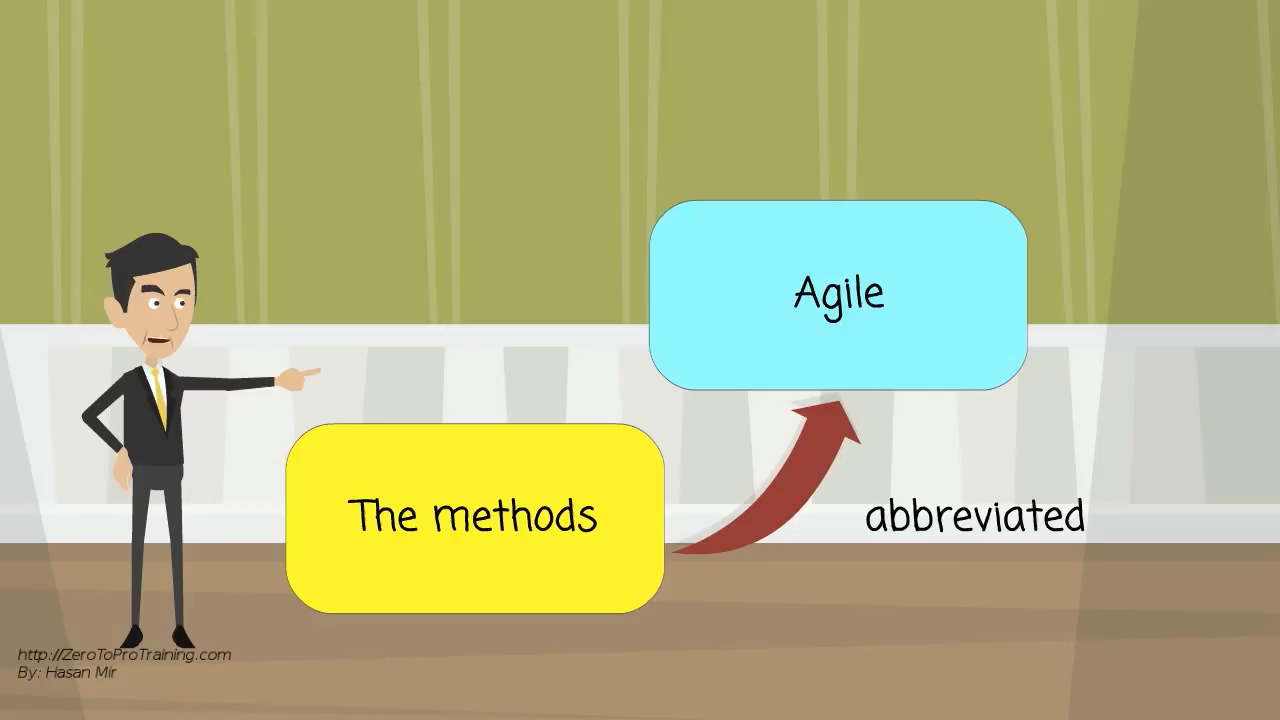 Agile
The methods
abbreviated
http://ZeroToProTraining.com
By: Hasan Mir